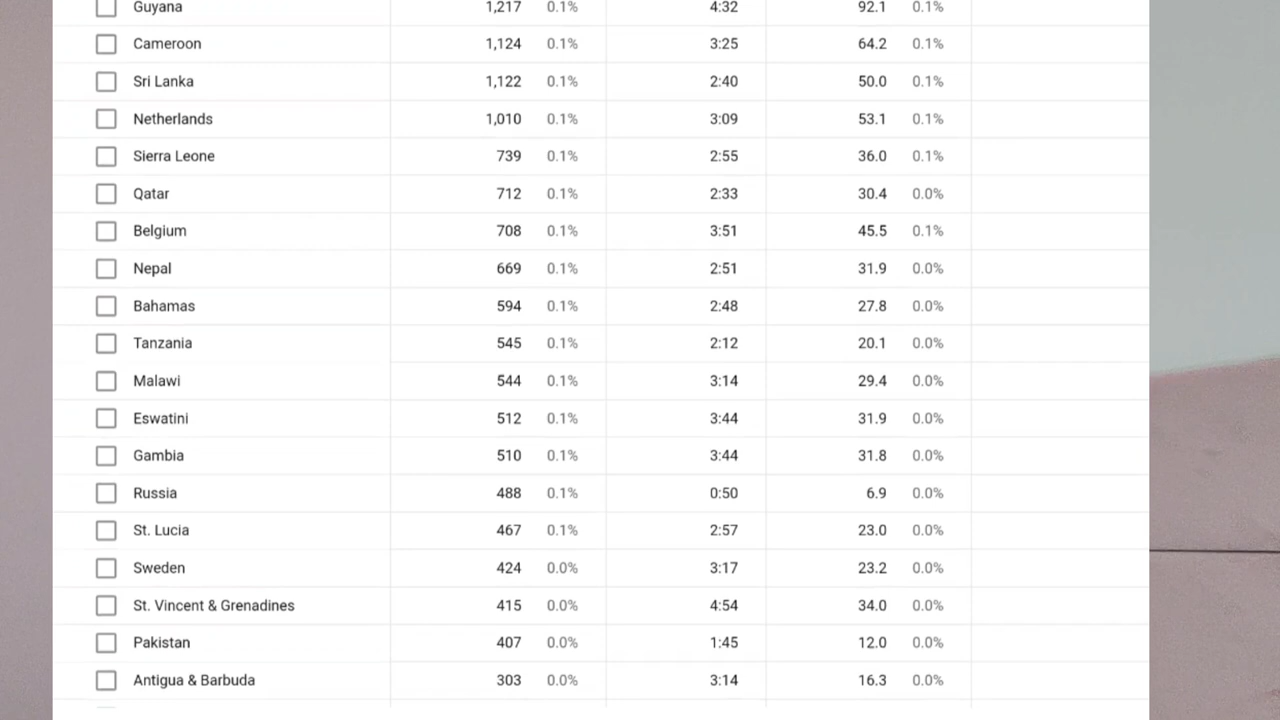 Guyana 1,217 0.1% 4:32 92.1 0.1%
Cameroon 1,124 0.1% 3:25 64.2 0.1%
Sri Lanka 1,122 0.1% 2:40 50.0 0.1%
Netherlands 1,010 0.1% 3:09 53.1 0.1%
Sierra Leone 739 0.1% 2:55 36.0 0.1%
Qatar 712 0.1% 2:33 30.4 0.0%
Belgium 708 0.1% 3:51 45.5 0.1%
Nepal 669 0.1% 2:51 31.9 0.0%
Bahamas 594 0.1% 2:48 27.8 0.0%
Tanzania 545 0.1% 2:12 20.1 0.0%
Malawi 544 0.1% 3:14 29.4 0.0%
Eswatini 512 0.1% 3:44 31.9 0.0%
Gambia 510 0.1% 3:44 31.8 0.0%
Russia 488 0.1% 0:50 6.9 0.0%
St. Lucia 467 0.1% 2:57 23.0 0.0%
Sweden 424 0.0% 3:17 23.2 0.0%
St. Vincent & Grenadines 415 0.0% 4:54 34.0 0.0%
Pakistan 407 0.0% 1:45 12.0 0.0%
Antigua & Barbuda 303 0.0% 3:14 16.3 0.0%